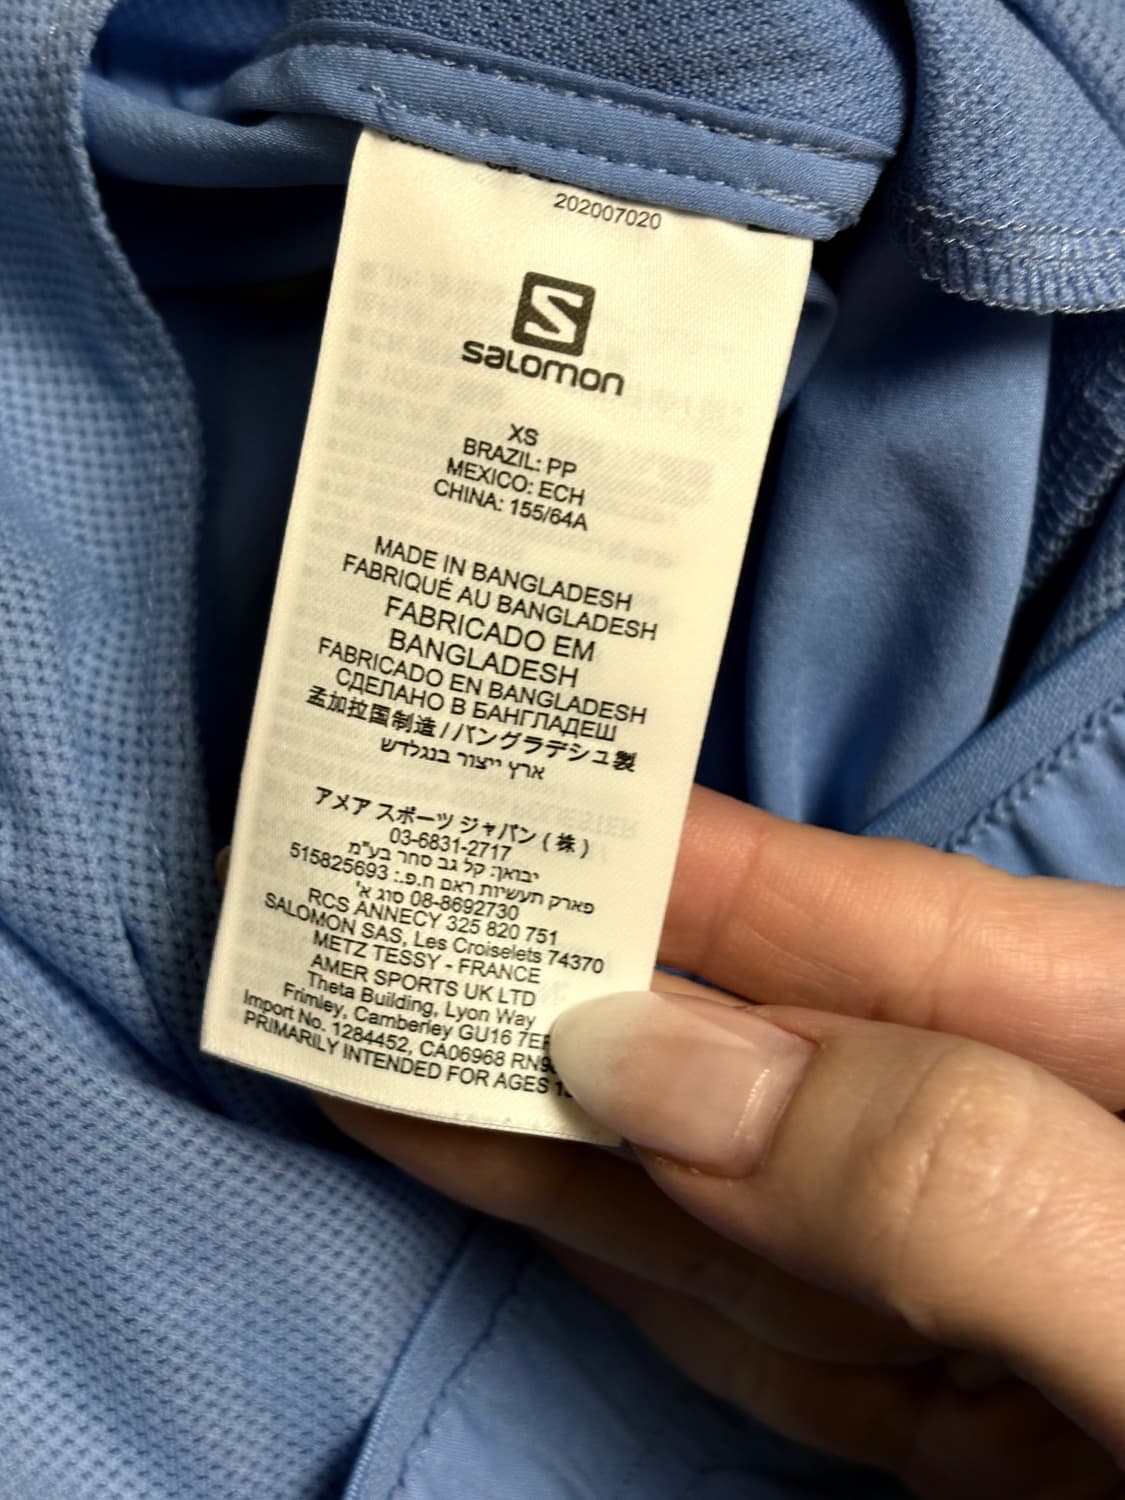 202007020
salomon
XS
BRAZIL: PP
MEXICO: ECH
CHINA: 155/64A
MADE IN BANGLADESH
FABRIQUÉ AU BANGLADESH
FABRICADO EM
BANGLADESH
FABRICADO EN BANGLADESH
СДЕЛАНО В БАНГЛАДЕШ
孟加拉国制造 / バングラデシュ製
ארץ ייצור בנגלדש
アメア スポーツ ジャパン ( 株 )
03-6831-2717
יבואן: קל גב סחר בע"מ
פארק תעשיות ראם ח.פ.: 515825693
08-8692730 סוג א'
RCS ANNECY 325 820 751
SALOMON SAS, Les Croiselets 74370
METZ TESSY - FRANCE
AMER SPORTS UK LTD
Theta Building, Lyon Way
Frimley, Camberley GU16
Import No. 1284452, CA06968
PRIMARILY INTENDED FOR AGES